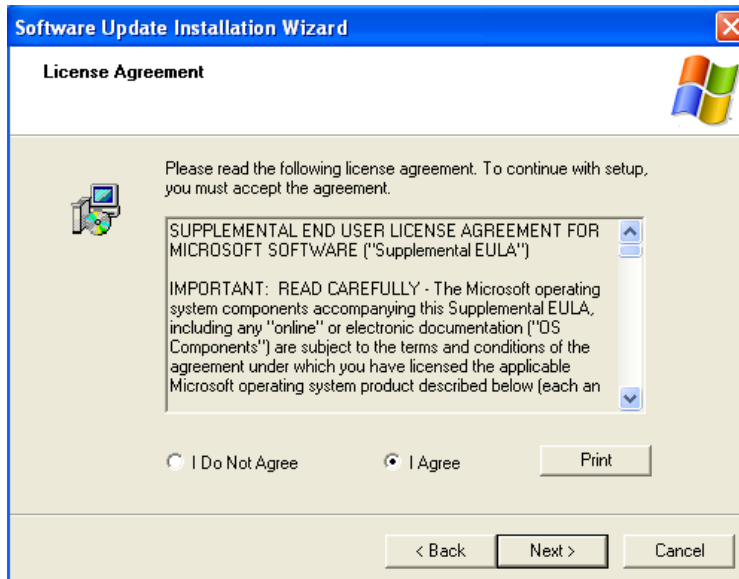 Software Update Installation Wizard
License Agreement
Please read the following license agreement. To continue with setup,
you must accept the agreement.
SUPPLEMENTAL END USER LICENSE AGREEMENT FOR
MICROSOFT SOFTWARE ("Supplemental EULA")
IMPORTANT:  READ CAREFULLY - The Microsoft operating
system components accompanying this Supplemental EULA,
including any "online" or electronic documentation ("OS
Components") are subject to the terms and conditions of the
agreement under which you have licensed the applicable
Microsoft operating system product described below (each an
I Do Not Agree
I Agree
Print
< Back
Next >
Cancel